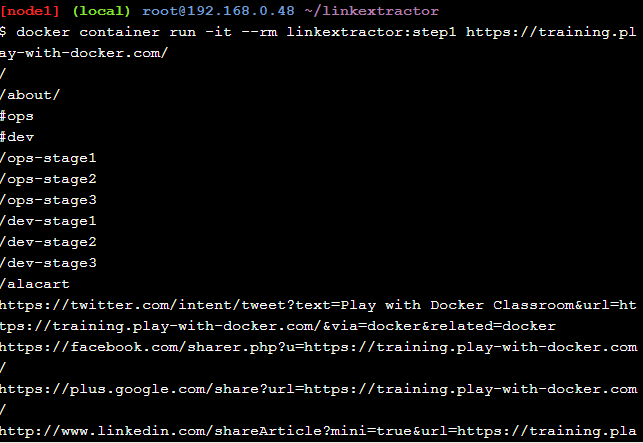 [node1] (local) root@192.168.0.48 ~/linkextractor
$ docker container run -it --rm linkextractor:step1 https://training.pl
ay-with-docker.com/
/
/about/
#ops
#dev
/ops-stage1
/ops-stage2
/ops-stage3
/dev-stage1
/dev-stage2
/dev-stage3
/alacart
https://twitter.com/intent/tweet?text=Play with Docker Classroom&url=ht
tps://training.play-with-docker.com/&via=docker&related=docker
https://facebook.com/sharer.php?u=https://training.play-with-docker.com
/
https://plus.google.com/share?url=https://training.play-with-docker.com
/
http://www.linkedin.com/shareArticle?mini=true&url=https://training.pla